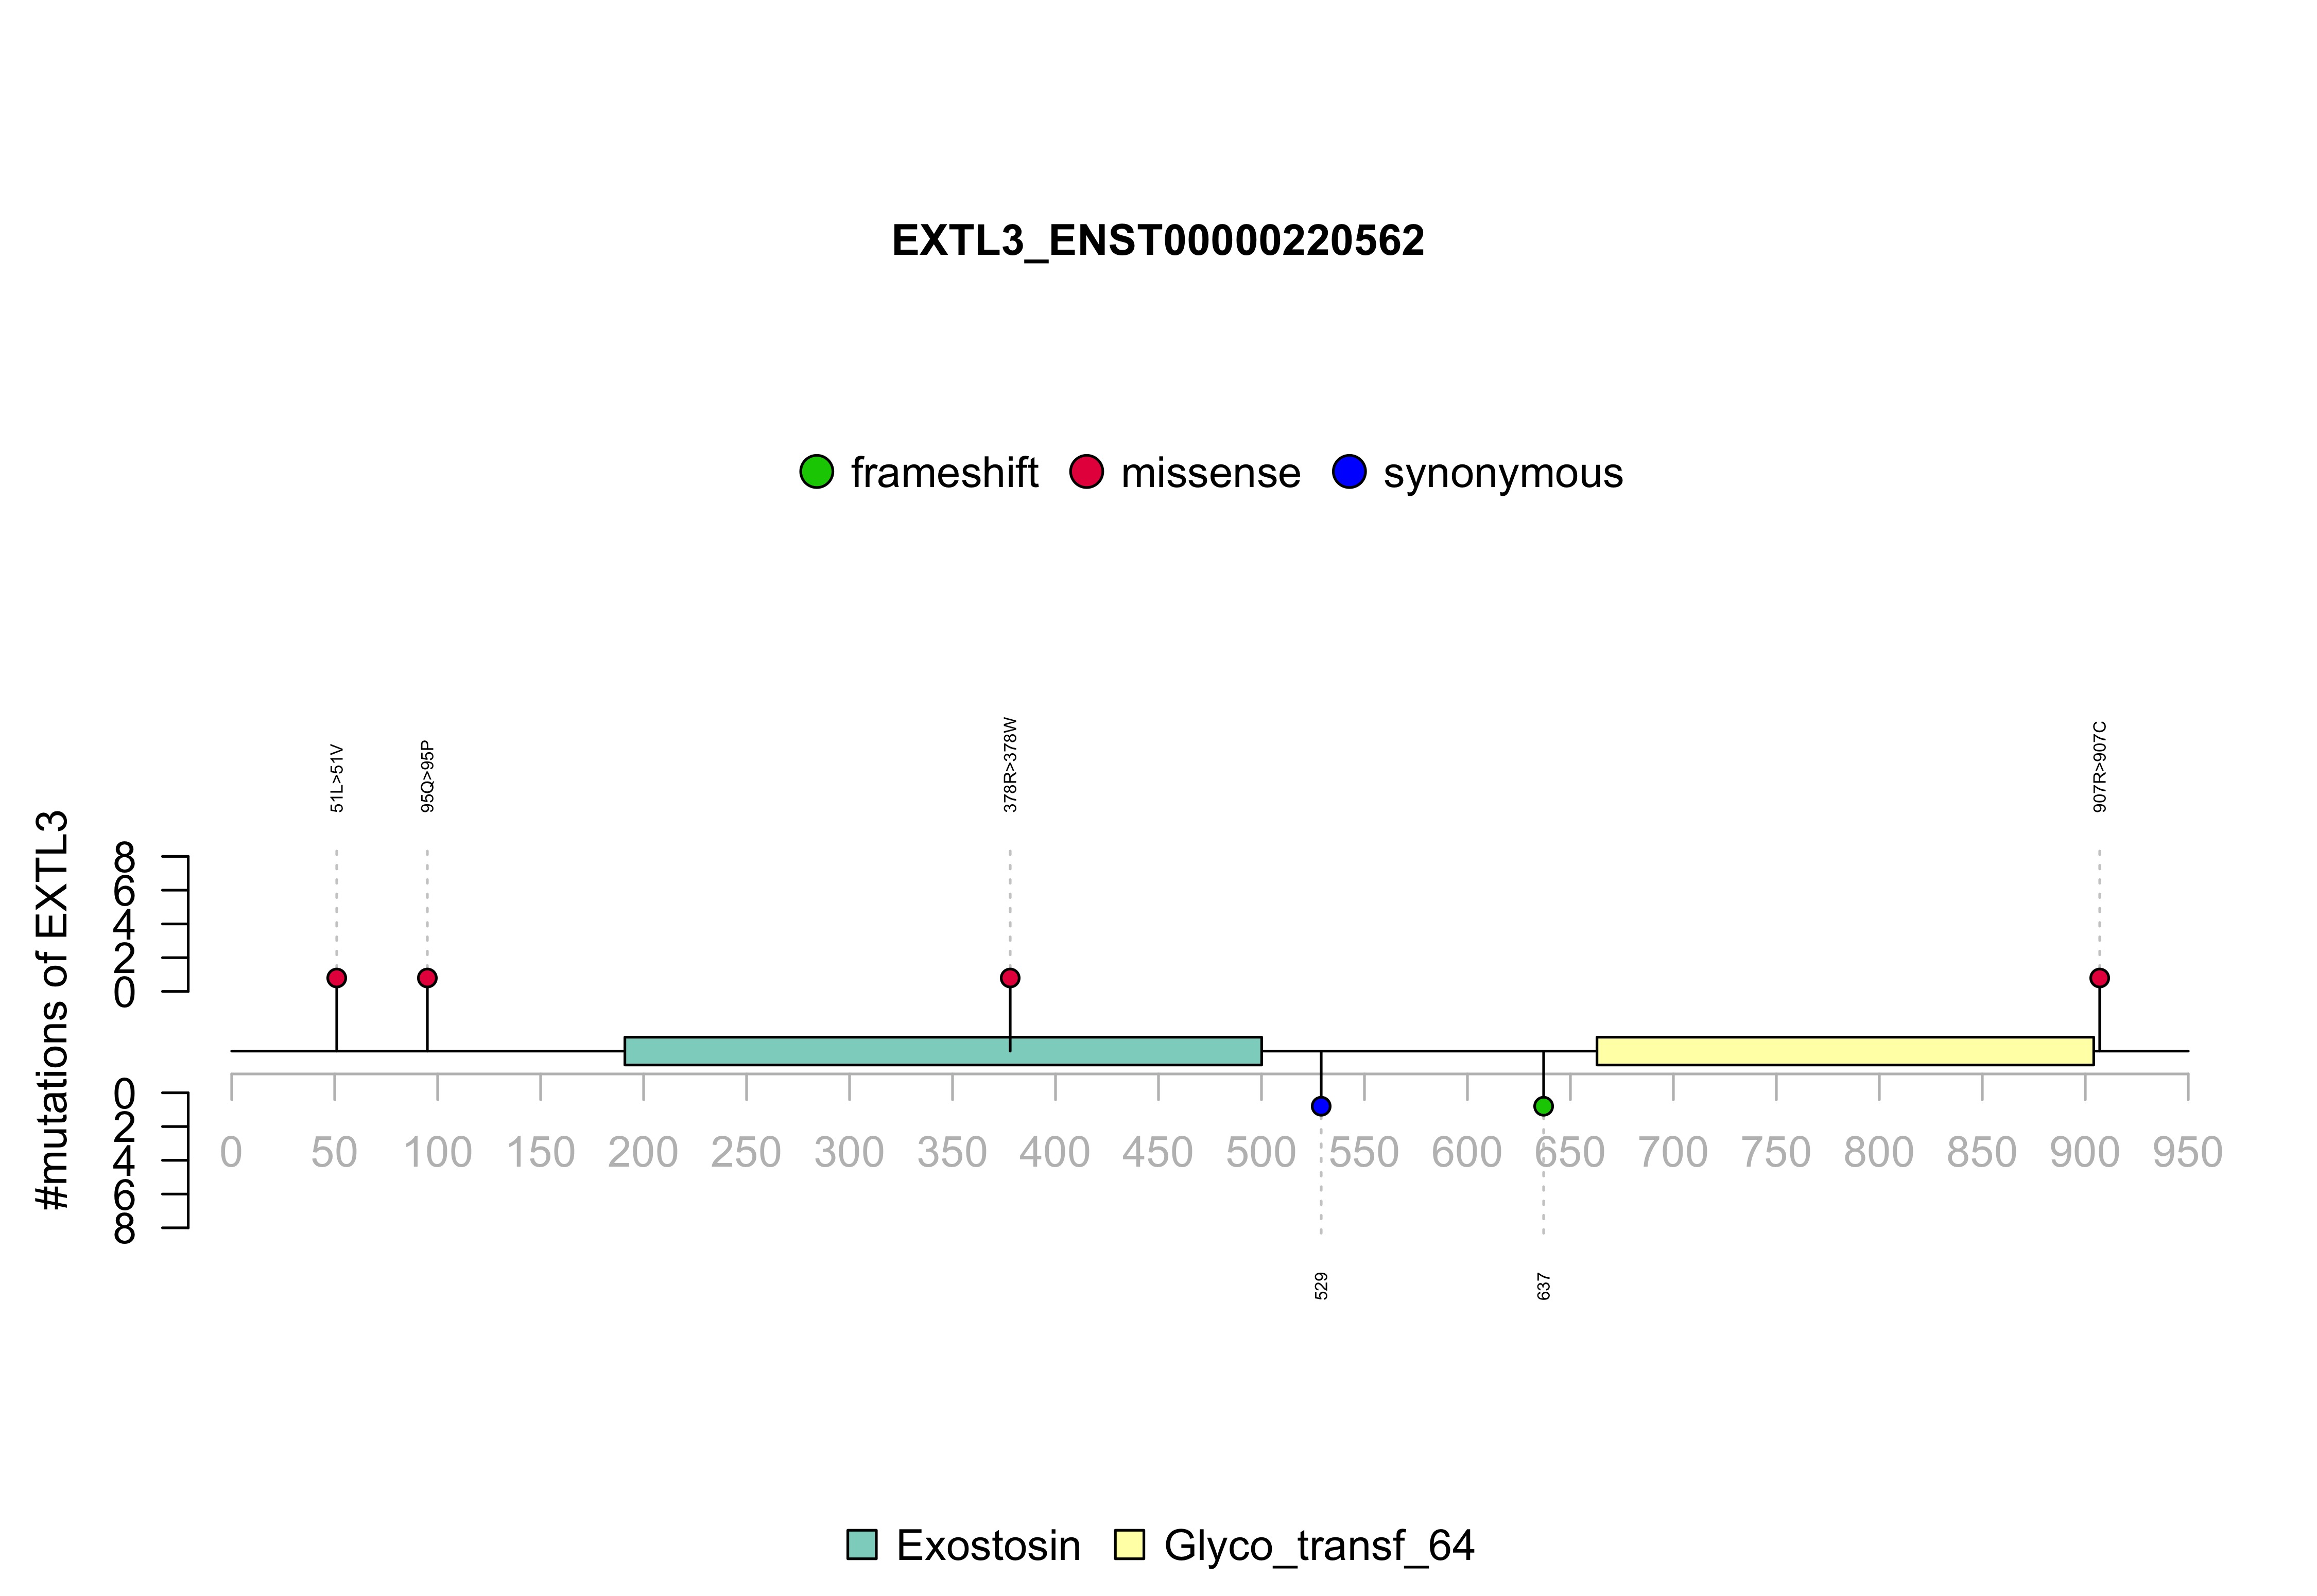 EXTL3_ENST00000220562
frameshift missense synonymous
51L>51V
95Q>95P
378R>378W
907R>907C
#mutations of EXTL3
8
6
4
2
0
0
2
4
6
8
0 50 100 150 200 250 300 350 400 450 500 550 600 650 700 750 800 850 900 950
529
637
Exostosin Glyco_transf_64